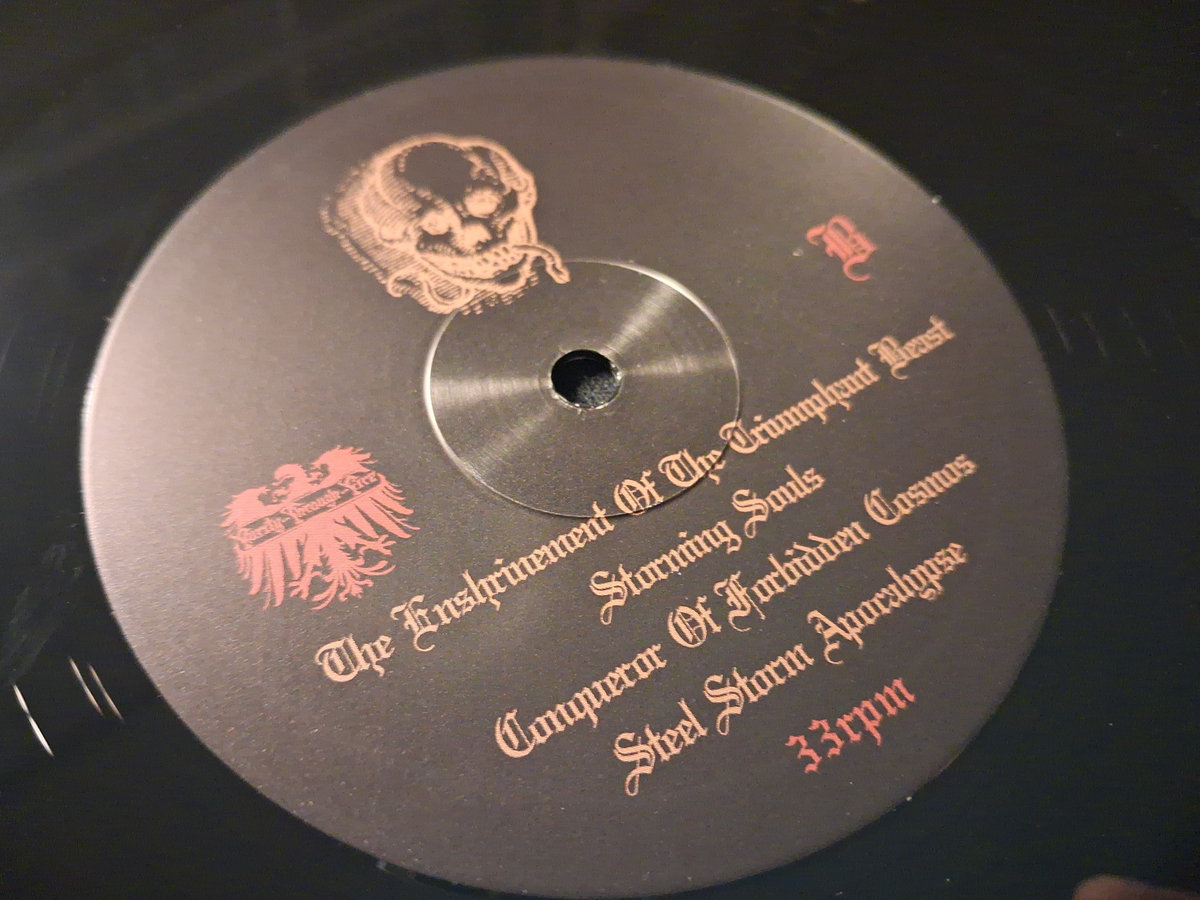 B
The Enshrinement Of The Triumphant Beast
Storming Souls
Conqueror Of Forbidden Cosmos
Steel Storm Apocalypse
33rpm